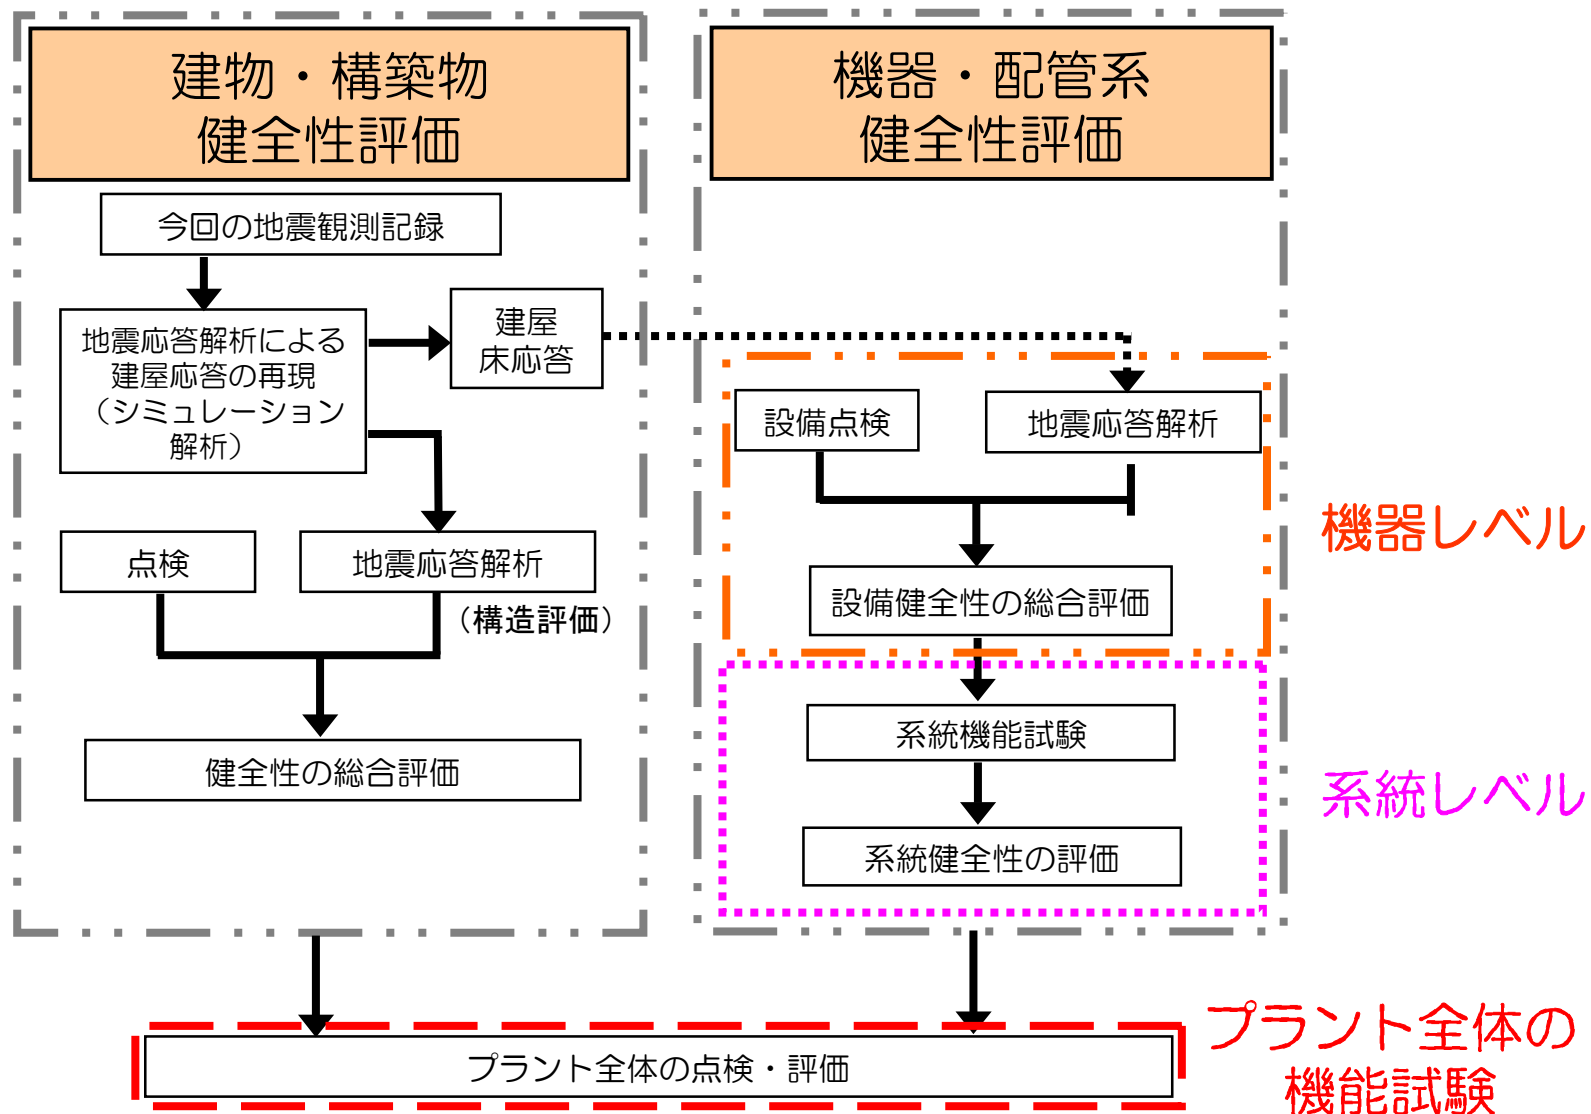 建物・構築物
健全性評価
今回の地震観測記録
地震応答解析による
建屋応答の再現
（シミュレーション
解析）
建屋
床応答
点検
地震応答解析
（構造評価）
健全性の総合評価
機器・配管系
健全性評価
設備点検
地震応答解析
設備健全性の総合評価
機器レベル
系統機能試験
系統健全性の評価
系統レベル
プラント全体の点検・評価
プラント全体の
機能試験